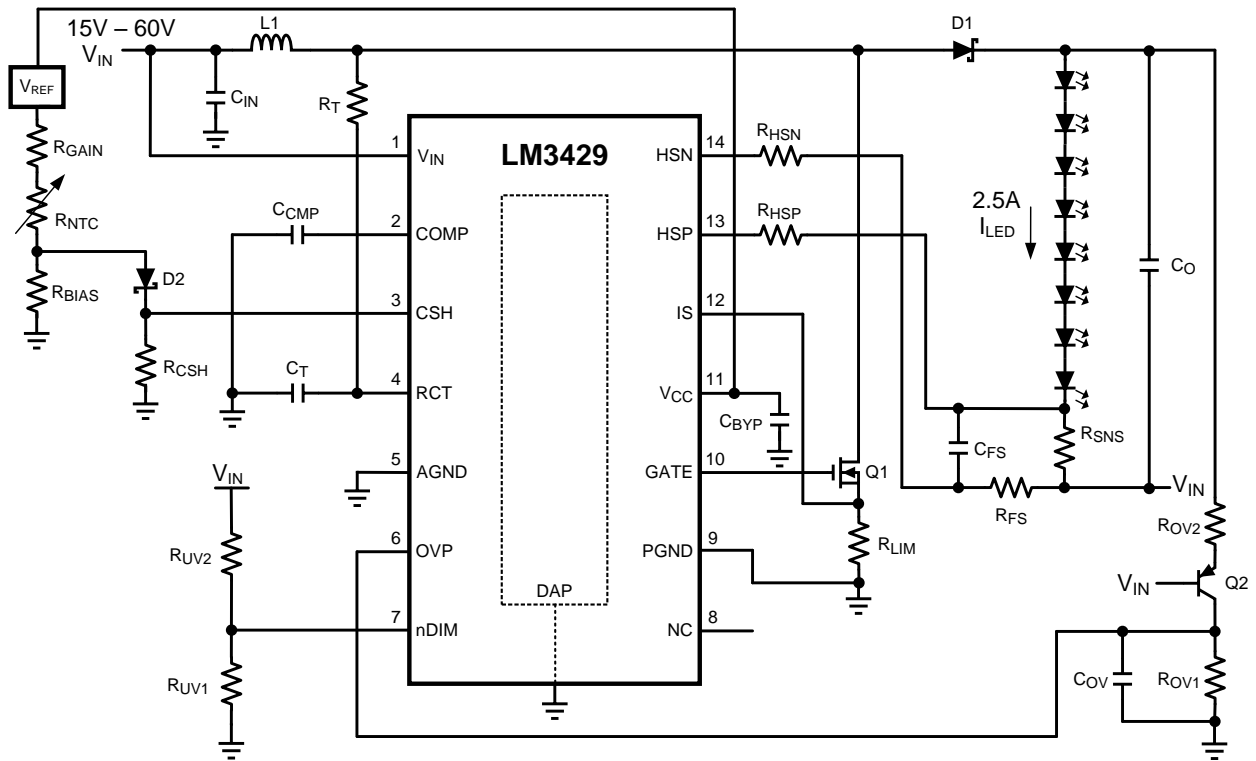 15V – 60V
VIN
L1
D1
VREF
CIN
RT
RGAIN
RNTC
RBIAS
D2
RCSH
CCMP
CT
LM3429
1
VIN
2
COMP
3
CSH
4
RCT
5
AGND
6
OVP
7
nDIM
DAP
14
HSN
13
HSP
12
IS
11
VCC
10
GATE
9
PGND
8
NC
RHSN
RHSP
CBYP
Q1
RLIM
2.5A
ILED
CO
RSNS
CFS
RFS
VIN
ROV2
VIN
Q2
COV
ROV1
VIN
RUV2
RUV1